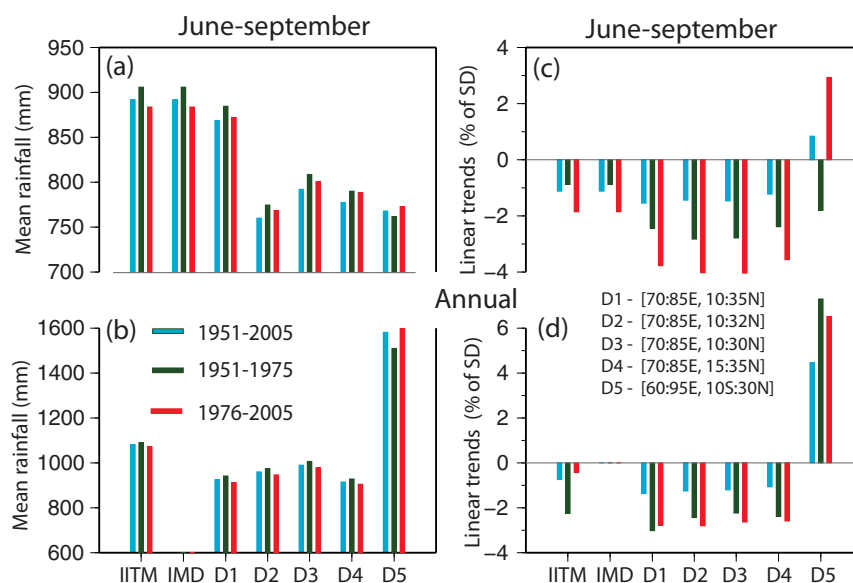 June-september
June-september
(a)
950
900
850
800
750
700
Mean rainfall (mm)
(c)
4
2
0
−2
−4
Linear trends (% of SD)
Annual
(b)
1600
1400
1200
1000
800
600
Mean rainfall (mm)
1951-2005
1951-1975
1976-2005
IITM IMD D1 D2 D3 D4 D5
(d)
6
4
2
0
−2
−4
Linear trends (% of SD)
D1 - [70:85E, 10:35N]
D2 - [70:85E, 10:32N]
D3 - [70:85E, 10:30N]
D4 - [70:85E, 15:35N]
D5 - [60:95E, 10S:30N]
IITM IMD D1 D2 D3 D4 D5